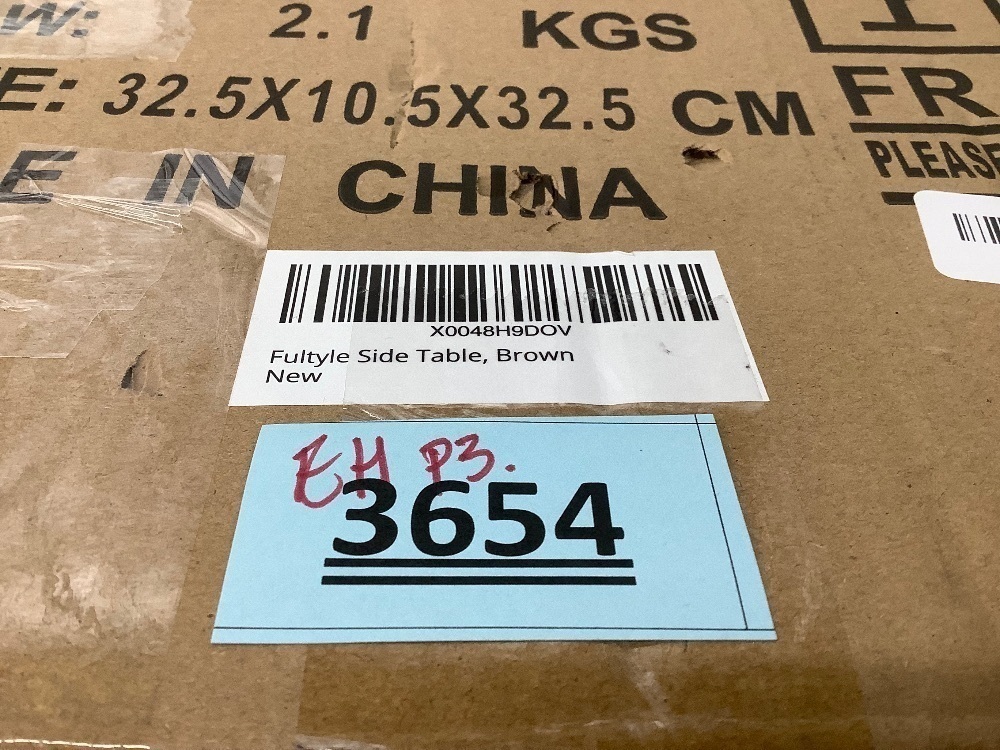 W: 2.1 KGS
E: 32.5X10.5X32.5 CM
E IN CHINA
FR
PLEASE
X0048H9DOV
Fultyle Side Table, Brown
New
EH P3.
3654